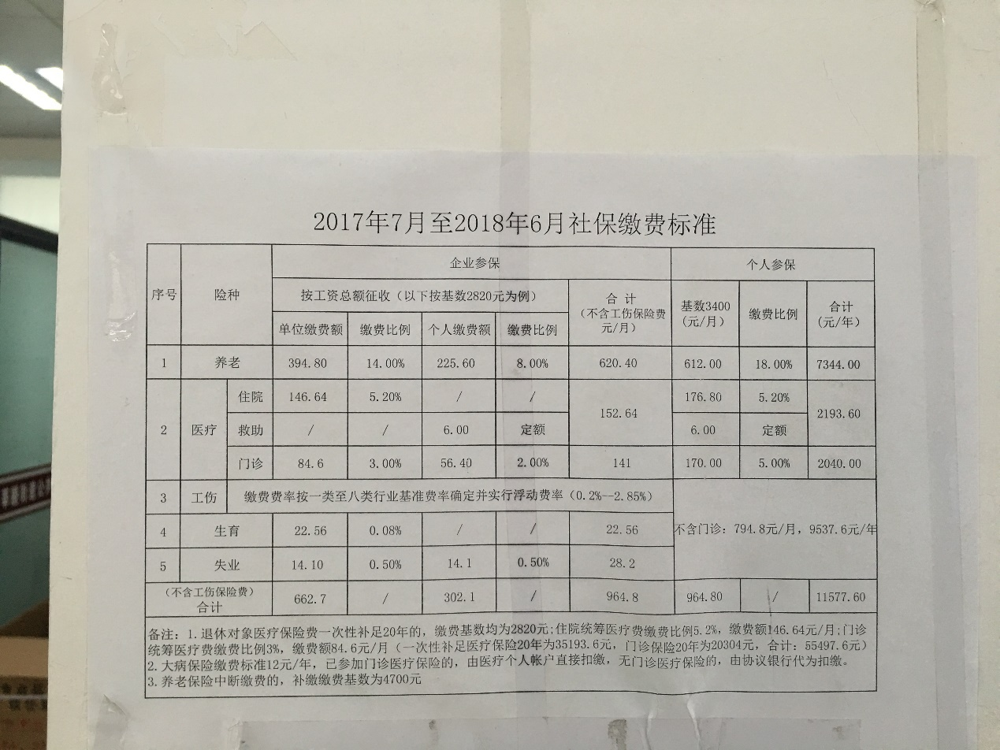 2017年7月至2018年6月社保缴费标准
序号 险种 企业参保 个人参保
按工资总额征收（以下按基数2820元为例） 合 计（不含工伤保险费元/月） 基数3400(元/月) 缴费比例 合计(元/年)
单位缴费额 缴费比例 个人缴费额 缴费比例
1 养老 394.80 14.00% 225.60 8.00% 620.40 612.00 18.00% 7344.00
2 医疗 住院 146.64 5.20% / / 152.64 176.80 5.20% 2193.60
救助 / / 6.00 定额 6.00 定额
门诊 84.6 3.00% 56.40 2.00% 141 170.00 5.00% 2040.00
3 工伤 缴费费率按一类至八类行业基准费率确定并实行浮动费率（0.2%--2.85%） 不含门诊: 794.8元/月, 9537.6元/年
4 生育 22.56 0.08% / / 22.56
5 失业 14.10 0.50% 14.1 0.50% 28.2
（不含工伤保险费）合计 662.7 / 302.1 / 964.8 964.80 / 11577.60
备注：1.退休对象医疗保险费一次性补足20年的，缴费基数均为2820元;住院统筹医疗费缴费比例5.2%，缴费额146.64元/月;门诊
统筹医疗费缴费比例3%，缴费额84.6元/月（一次性补足医疗保险20年为35193.6元，门诊保险20年为20304元，合计：55497.6元）
2.大病保险缴费标准12元/年，已参加门诊医疗保险的，由医疗个人帐户直接扣缴，无门诊医疗保险的，由协议银行代为扣缴。
3.养老保险中断缴费的，补缴缴费基数为4700元